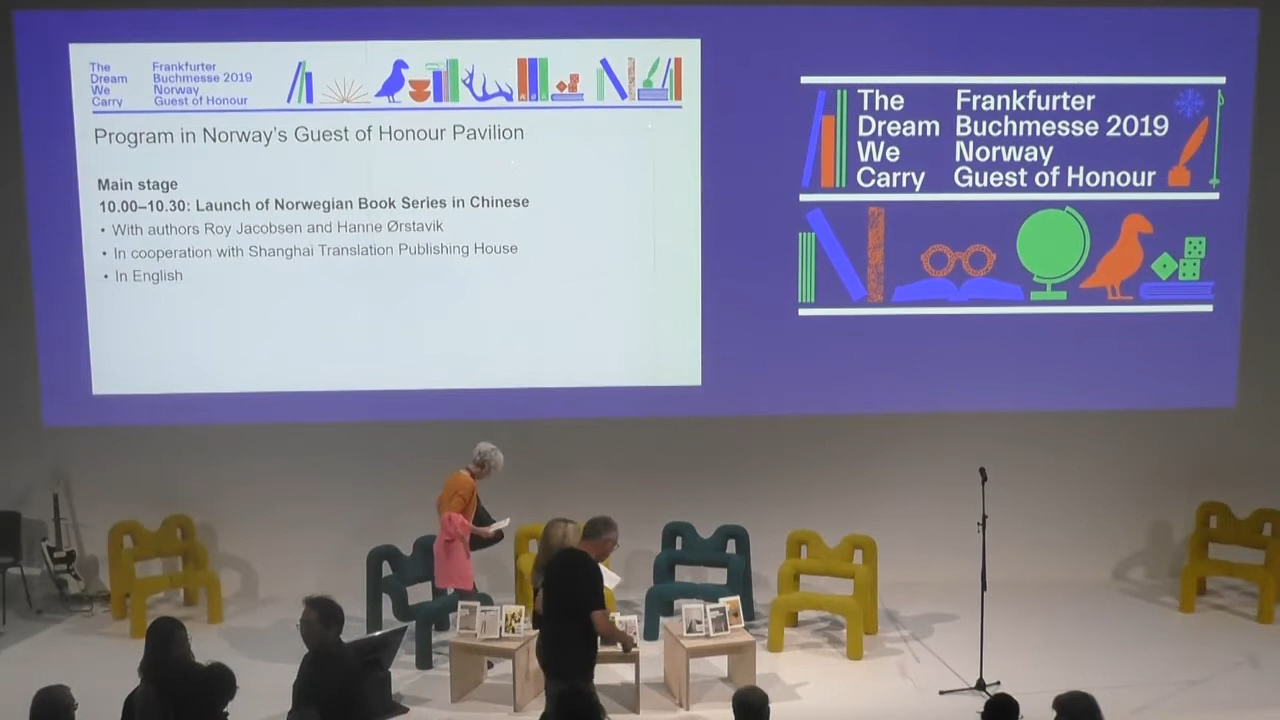 The
Dream
We
Carry
Frankfurter
Buchmesse 2019
Norway
Guest of Honour
Program in Norway's Guest of Honour Pavilion
Main stage
10.00–10.30: Launch of Norwegian Book Series in Chinese
• With authors Roy Jacobsen and Hanne Ørstavik
• In cooperation with Shanghai Translation Publishing House
• In English
The
Dream
We
Carry
Frankfurter
Buchmesse 2019
Norway
Guest of Honour